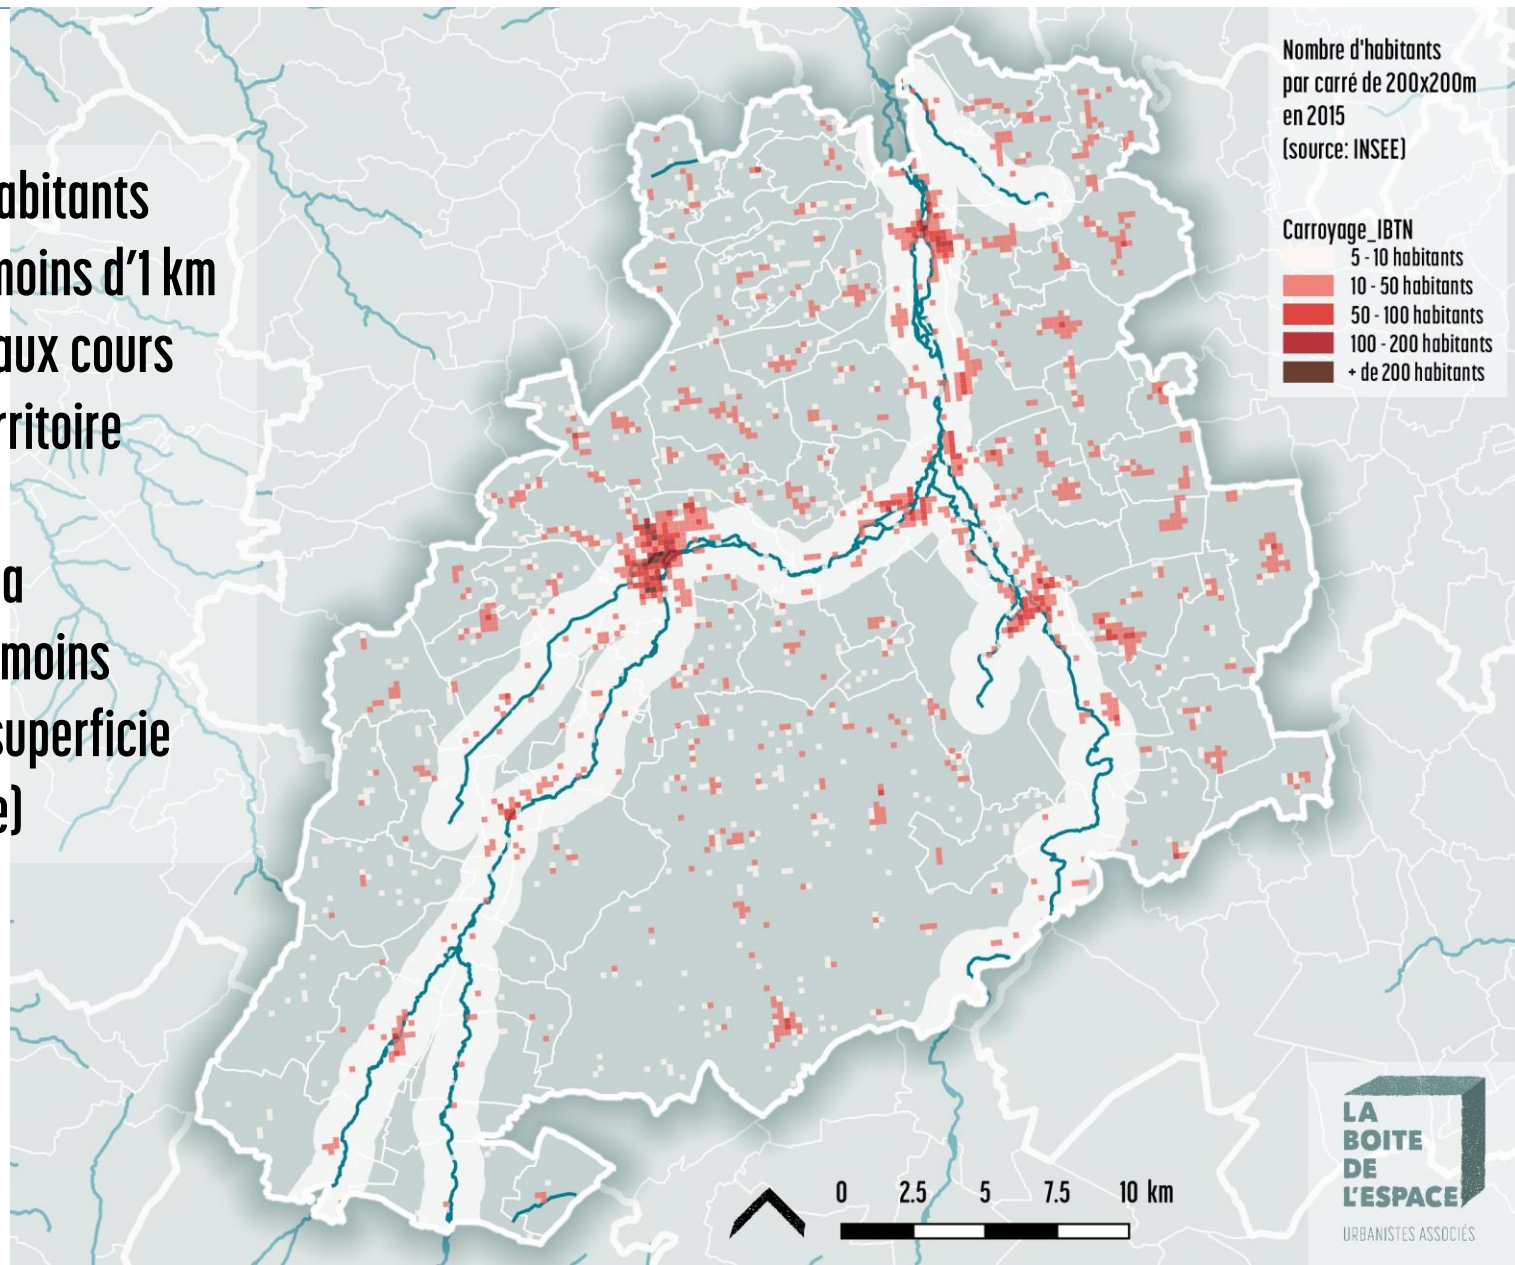 abitants
moins d'1 km
aux cours
rritoire
a
moins
superficie
e)
Nombre d'habitants
par carré de 200x200m
en 2015
(source: INSEE)
Carroyage_IBTN
5 - 10 habitants
10 - 50 habitants
50 - 100 habitants
100 - 200 habitants
+ de 200 habitants
0 2.5 5 7.5 10 km
LA
BOITE
DE
L'ESPACE
URBANISTES ASSOCIÉS